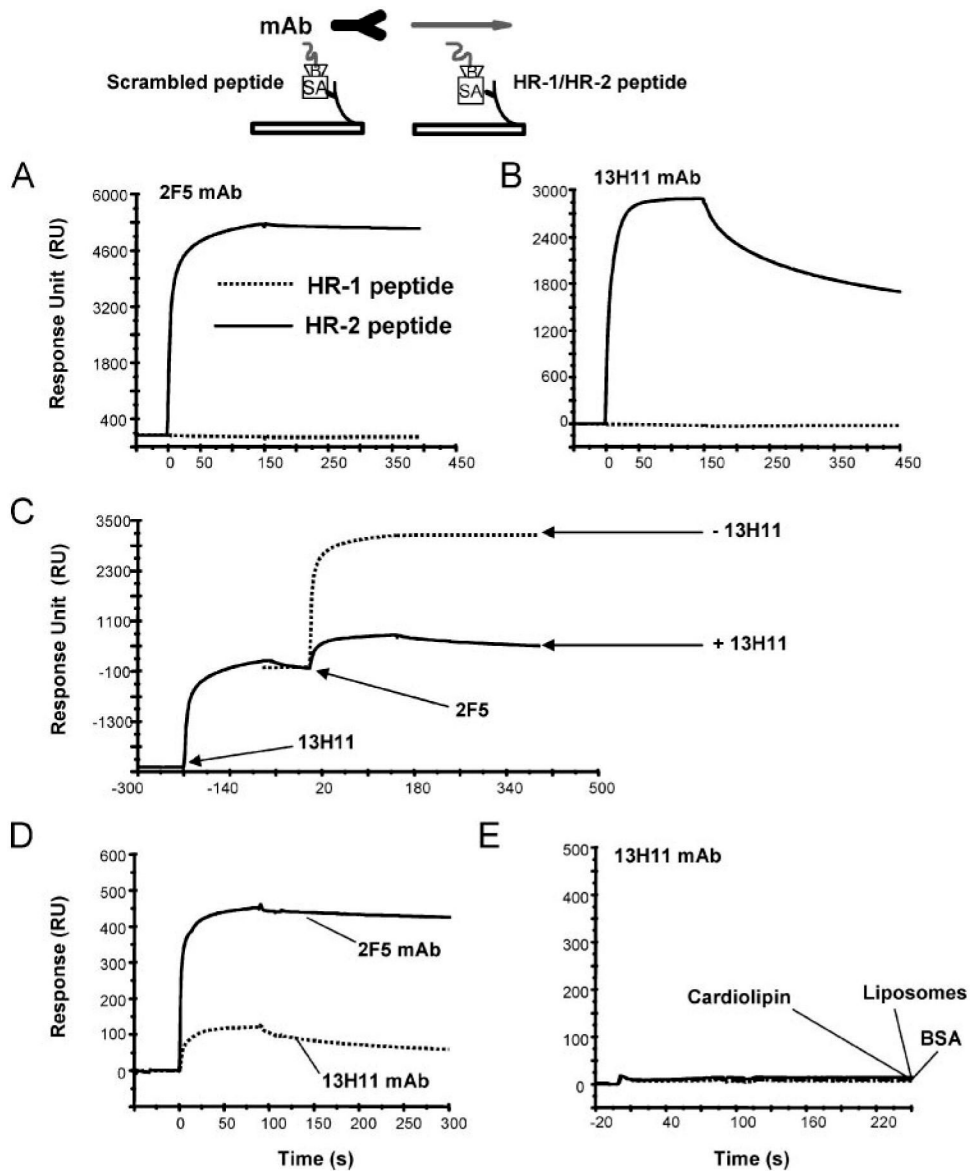 mAb
Scrambled peptide
B
SA
B
SA
HR-1/HR-2 peptide
A
2F5 mAb
Response Unit (RU)
6000
4600
3200
1800
400
HR-1 peptide
HR-2 peptide
0 50 150 250 350 450
B
13H11 mAb
3000
2400
1800
1200
600
0
0 50 150 250 350 450
C
Response Unit (RU)
3500
2300
1100
-100
-1300
- 13H11
+ 13H11
2F5
13H11
-300 -140 20 180 340 500
D
Response (RU)
600
500
400
300
200
100
0
2F5 mAb
13H11 mAb
0 50 100 150 200 250 300
Time (s)
E
13H11 mAb
500
400
300
200
100
0
Cardiolipin
Liposomes
BSA
-20 40 100 160 220
Time (s)